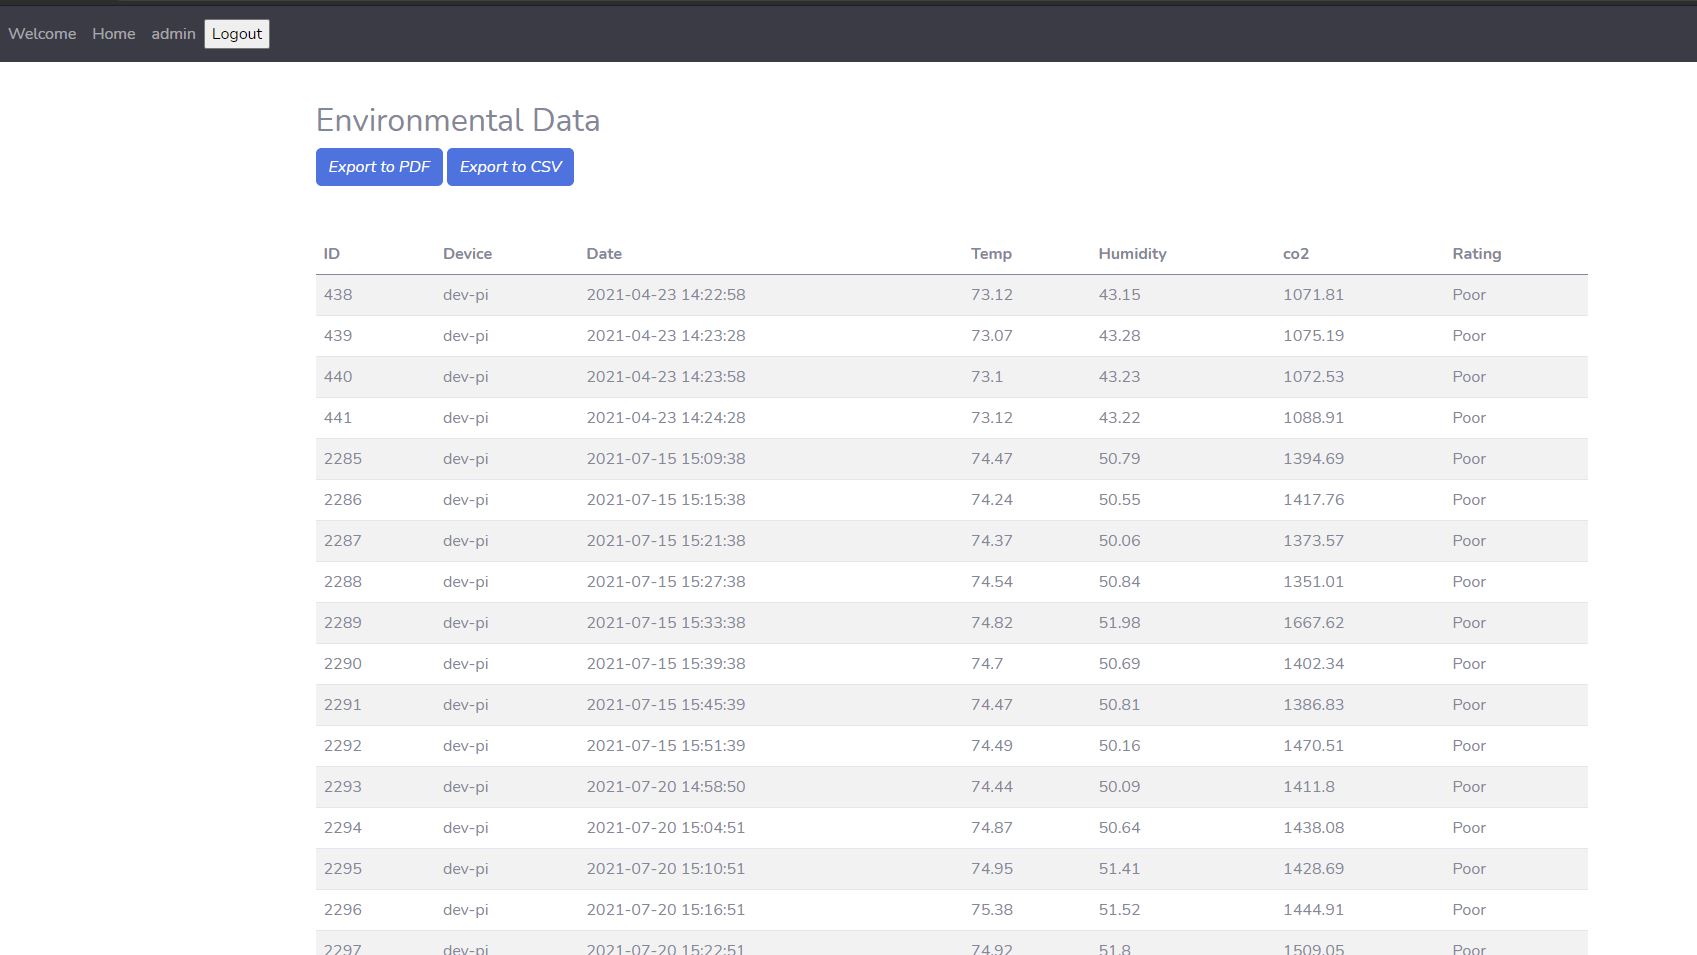 Welcome Home admin Logout
Environmental Data
Export to PDF Export to CSV
ID Device Date Temp Humidity co2 Rating
438 dev-pi 2021-04-23 14:22:58 73.12 43.15 1071.81 Poor
439 dev-pi 2021-04-23 14:23:28 73.07 43.28 1075.19 Poor
440 dev-pi 2021-04-23 14:23:58 73.1 43.23 1072.53 Poor
441 dev-pi 2021-04-23 14:24:28 73.12 43.22 1088.91 Poor
2285 dev-pi 2021-07-15 15:09:38 74.47 50.79 1394.69 Poor
2286 dev-pi 2021-07-15 15:15:38 74.24 50.55 1417.76 Poor
2287 dev-pi 2021-07-15 15:21:38 74.37 50.06 1373.57 Poor
2288 dev-pi 2021-07-15 15:27:38 74.54 50.84 1351.01 Poor
2289 dev-pi 2021-07-15 15:33:38 74.82 51.98 1667.62 Poor
2290 dev-pi 2021-07-15 15:39:38 74.7 50.69 1402.34 Poor
2291 dev-pi 2021-07-15 15:45:39 74.47 50.81 1386.83 Poor
2292 dev-pi 2021-07-15 15:51:39 74.49 50.16 1470.51 Poor
2293 dev-pi 2021-07-20 14:58:50 74.44 50.09 1411.8 Poor
2294 dev-pi 2021-07-20 15:04:51 74.87 50.64 1438.08 Poor
2295 dev-pi 2021-07-20 15:10:51 74.95 51.41 1428.69 Poor
2296 dev-pi 2021-07-20 15:16:51 75.38 51.52 1444.91 Poor
2297 dev-pi 2021-07-20 15:22:51 74.92 51.8 1509.05 Poor